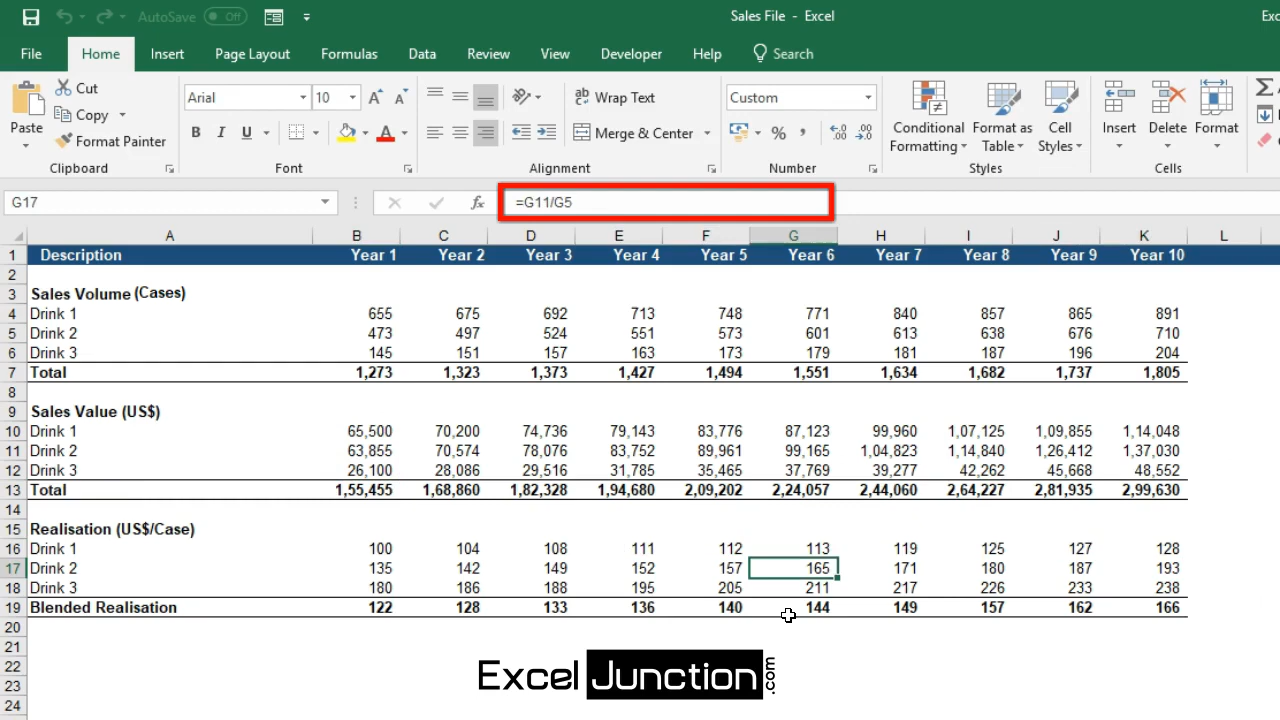 AutoSave Off Sales File - Excel
File Home Insert Page Layout Formulas Data Review View Developer Help Search
Paste Cut Copy Format Painter Clipboard
Arial 10 B I U Font
Wrap Text Merge & Center Alignment
Custom % , Number
Conditional Formatting Format as Table Cell Styles Styles
Insert Delete Format Cells
G17 fx =G11/G5
A B C D E F G H I J K L
1 Description Year 1 Year 2 Year 3 Year 4 Year 5 Year 6 Year 7 Year 8 Year 9 Year 10
2
3 Sales Volume (Cases)
4 Drink 1 655 675 692 713 748 771 840 857 865 891
5 Drink 2 473 497 524 551 573 601 613 638 676 710
6 Drink 3 145 151 157 163 173 179 181 187 196 204
7 Total 1,273 1,323 1,373 1,427 1,494 1,551 1,634 1,682 1,737 1,805
8
9 Sales Value (US$)
10 Drink 1 65,500 70,200 74,736 79,143 83,776 87,123 99,960 1,07,125 1,09,855 1,14,048
11 Drink 2 63,855 70,574 78,076 83,752 89,961 99,165 1,04,823 1,14,840 1,26,412 1,37,030
12 Drink 3 26,100 28,086 29,516 31,785 35,465 37,769 39,277 42,262 45,668 48,552
13 Total 1,55,455 1,68,860 1,82,328 1,94,680 2,09,202 2,24,057 2,44,060 2,64,227 2,81,935 2,99,630
14
15 Realisation (US$/Case)
16 Drink 1 100 104 108 111 112 113 119 125 127 128
17 Drink 2 135 142 149 152 157 165 171 180 187 193
18 Drink 3 180 186 188 195 205 211 217 226 233 238
19 Blended Realisation 122 128 133 136 140 144 149 157 162 166
20
21
22
23
24
Excel Junction .com